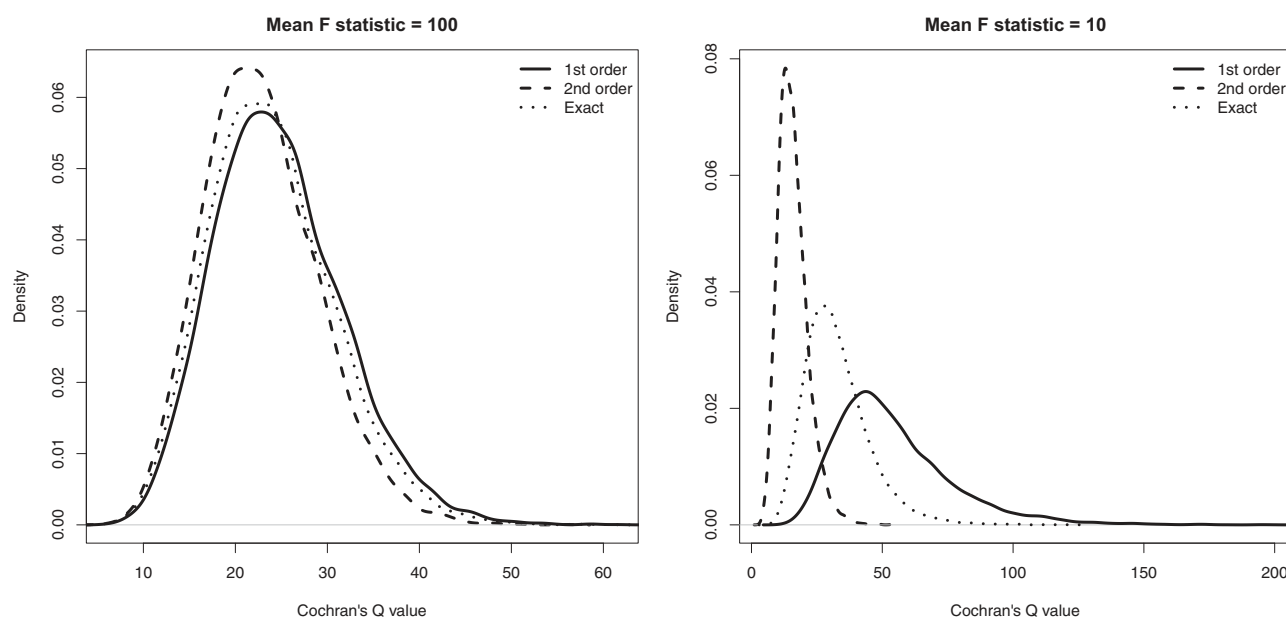 Mean F statistic = 100
1st order
2nd order
Exact
Density
0.00
0.01
0.02
0.03
0.04
0.05
0.06
10
20
30
40
50
60
Cochran's Q value
Mean F statistic = 10
1st order
2nd order
Exact
Density
0.00
0.02
0.04
0.06
0.08
0
50
100
150
200
Cochran's Q value